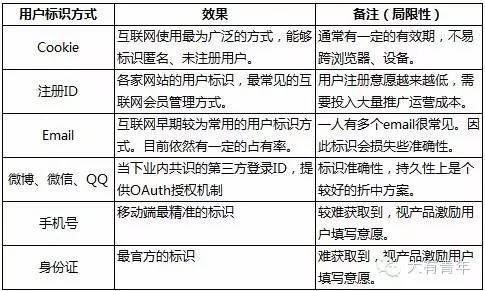 用户标识方式 效果 备注（局限性）
Cookie
互联网使用最为广泛的方式，能够
标识匿名、未注册用户。
通常有一定的有效期，不易
跨浏览器、设备。
注册ID
各家网站的用户标识，最常见的互
联网会员管理方式。
用户注册意愿越来越低，需
要投入大量推广运营成本。
Email
互联网早期较为常用的用户标识方
式。目前依然有一定的占有率。
一人有多个email很常见。因
此标识会损失些准确性。
微博、微信、QQ
当下业内共识的第三方登录ID，提
供OAuth授权机制
标识准确性，持久性上是个
较好的折中方案。
手机号
移动端最精准的标识
较难获取到，视产品激励用
户填写意愿。
身份证
最官方的标识
难获取到，视产品激励用户
填写意愿。
大有青年